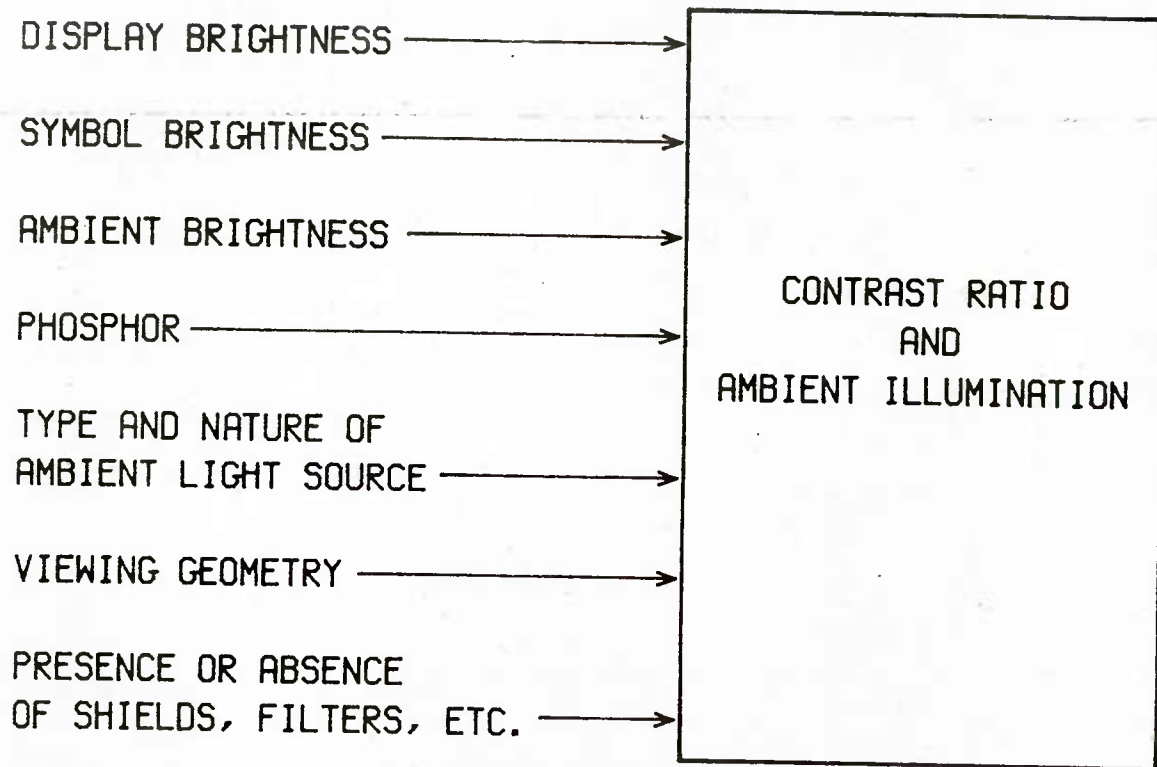 DISPLAY BRIGHTNESS
SYMBOL BRIGHTNESS
AMBIENT BRIGHTNESS
PHOSPHOR
TYPE AND NATURE OF
AMBIENT LIGHT SOURCE
VIEWING GEOMETRY
PRESENCE OR ABSENCE
OF SHIELDS, FILTERS, ETC.
CONTRAST RATIO
AND
AMBIENT ILLUMINATION